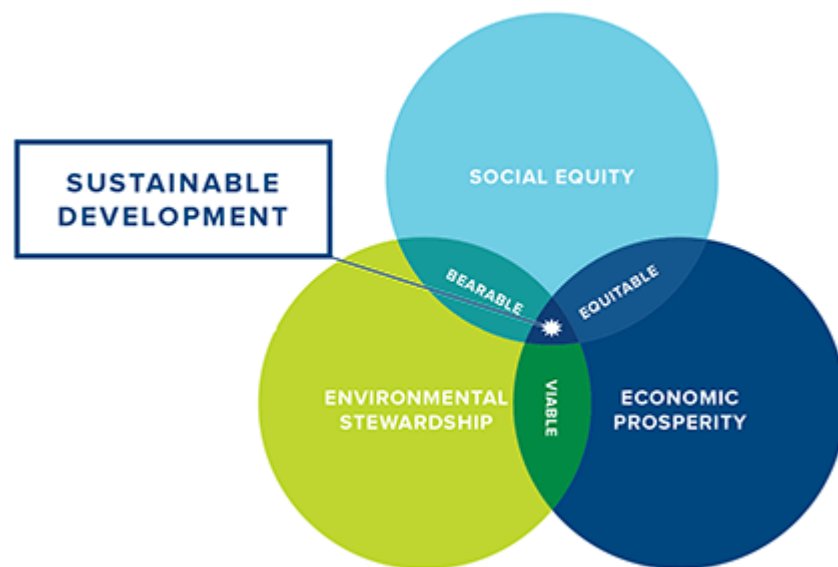 SOCIAL EQUITY
SUSTAINABLE
DEVELOPMENT
BEARABLE
EQUITABLE
ENVIRONMENTAL
STEWARDSHIP
VIABLE
ECONOMIC
PROSPERITY